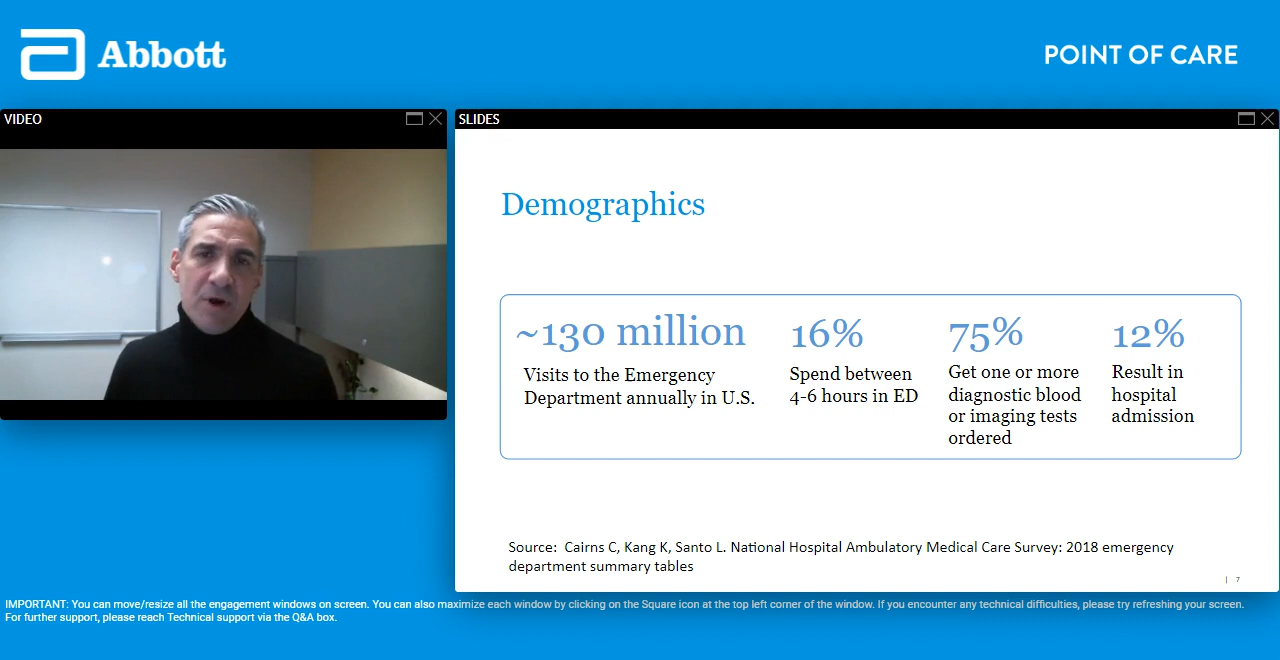 Abbott
POINT OF CARE
VIDEO
SLIDES
Demographics
~130 million
Visits to the Emergency
Department annually in U.S.
16%
Spend between
4-6 hours in ED
75%
Get one or more
diagnostic blood
or imaging tests
ordered
12%
Result in
hospital
admission
Source:  Cairns C, Kang K, Santo L. National Hospital Ambulatory Medical Care Survey: 2018 emergency
department summary tables
| 7
IMPORTANT: You can move/resize all the engagement windows on screen. You can also maximize each window by clicking on the Square icon at the top left corner of the window. If you encounter any technical difficulties, please try refreshing your screen.
For further support, please reach Technical support via the Q&A box.